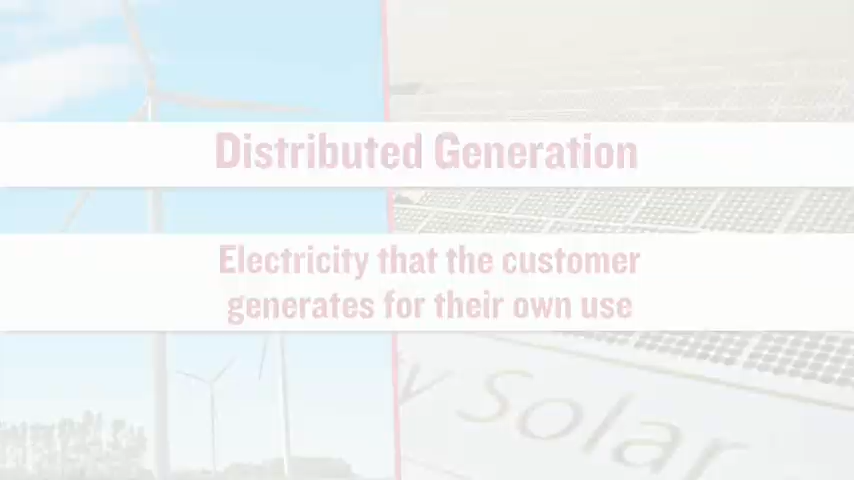 Distributed Generation
Electricity that the customer
generates for their own use
y Solar